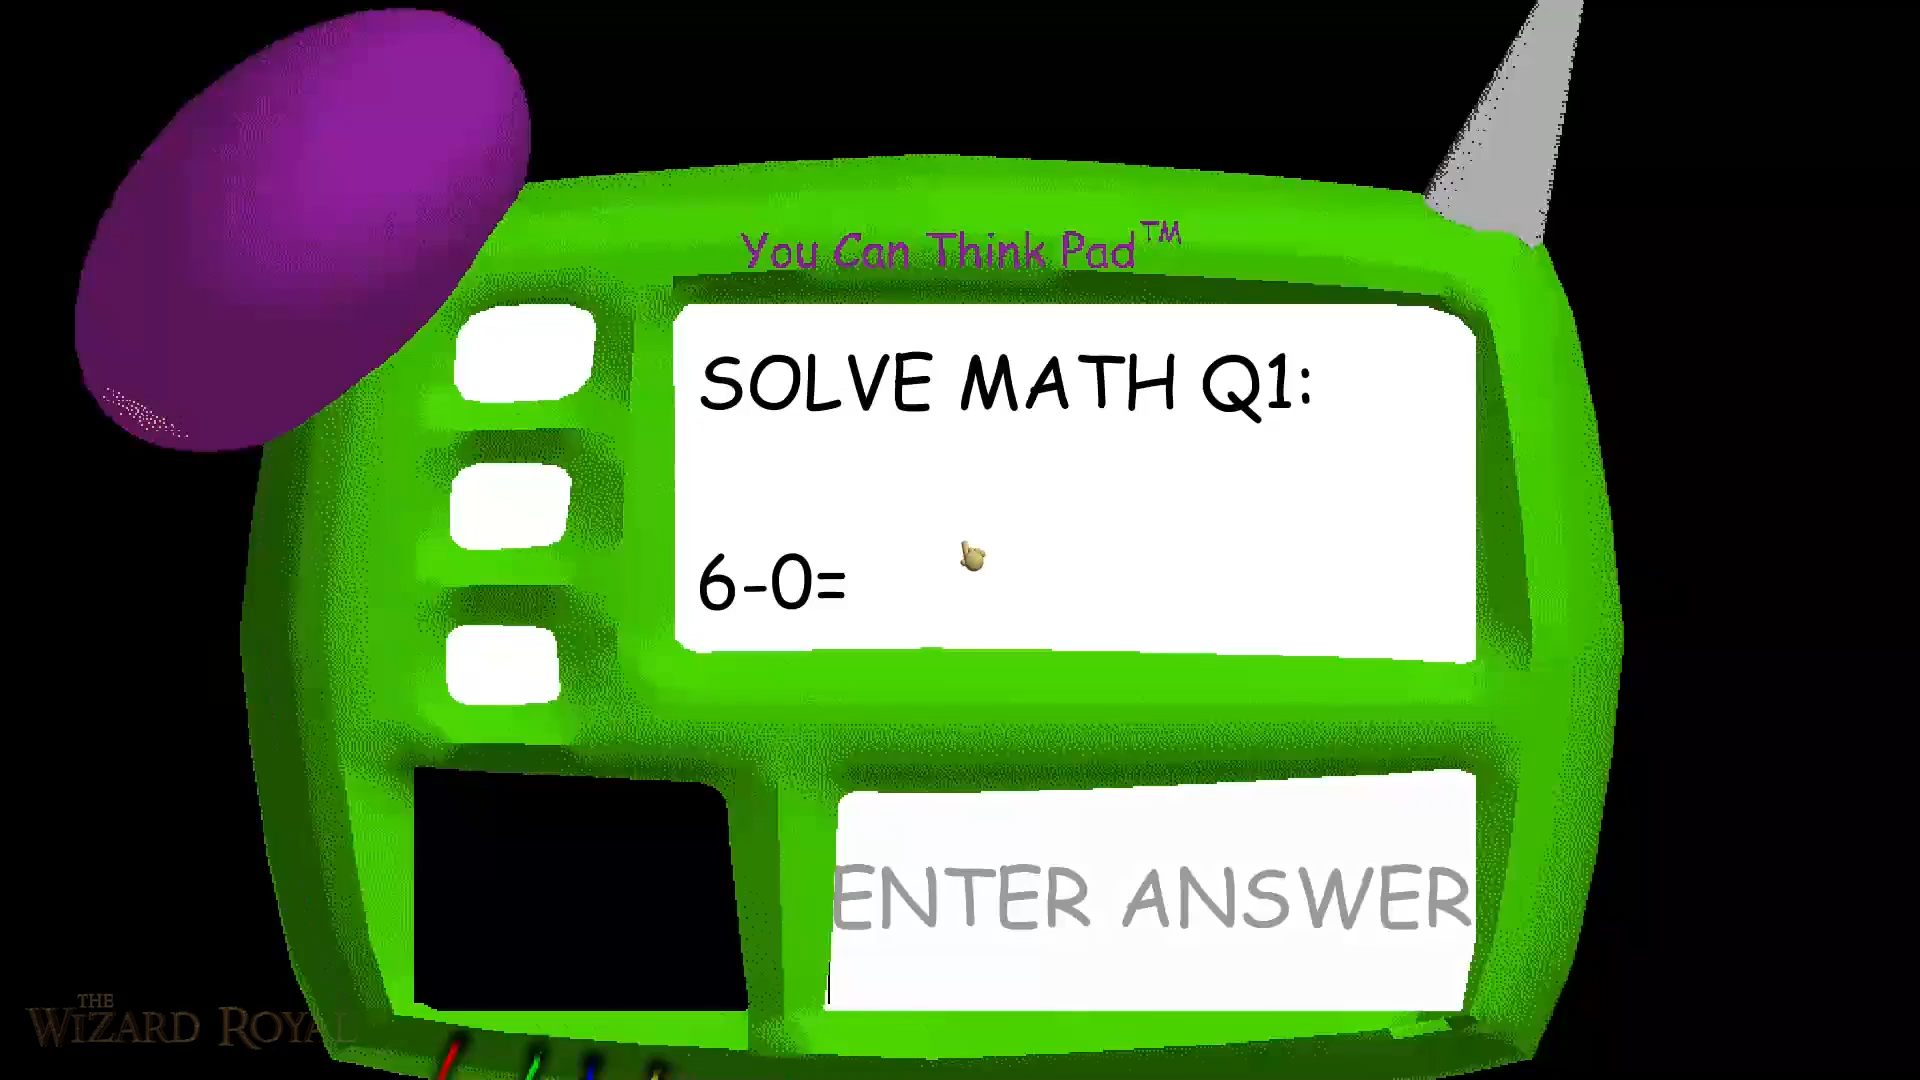 You Can Think Pad™
SOLVE MATH Q1:
6-0=
ENTER ANSWER
THE
WIZARD ROYAL